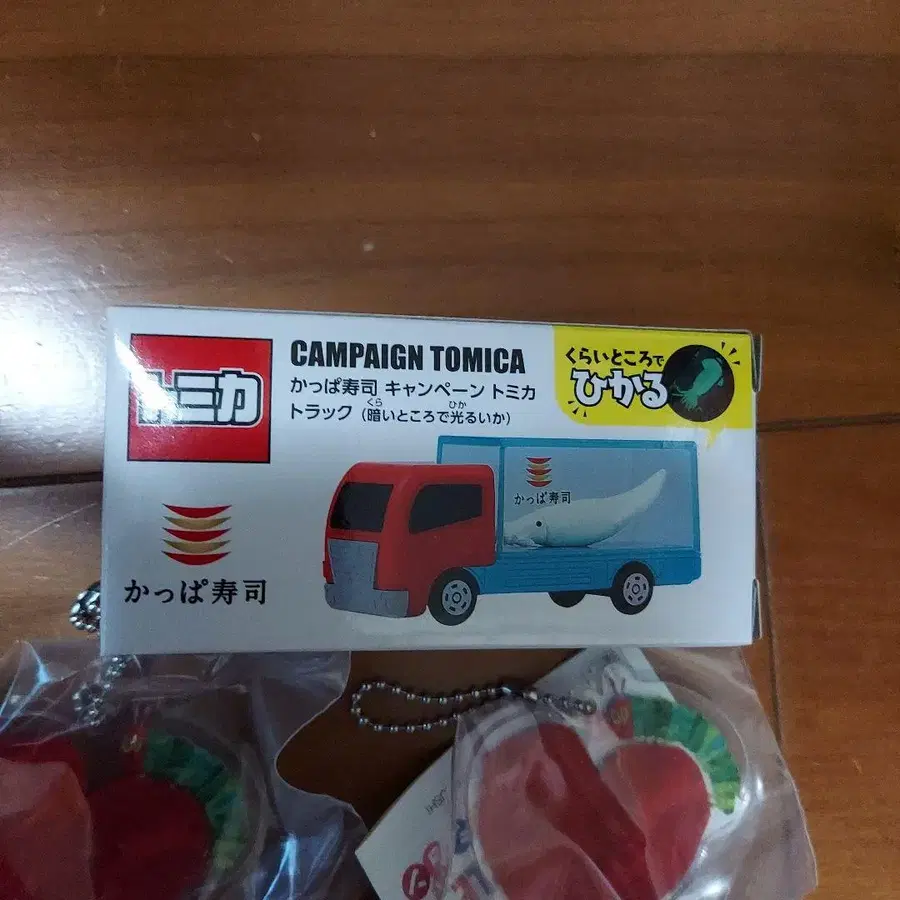 トミカ
CAMPAIGN TOMICA
かっぱ寿司 キャンペーン トミカ
くら ひか
トラック (暗いところで光るいか)
くらいところで
ひかる
かっぱ寿司
かっぱ寿司